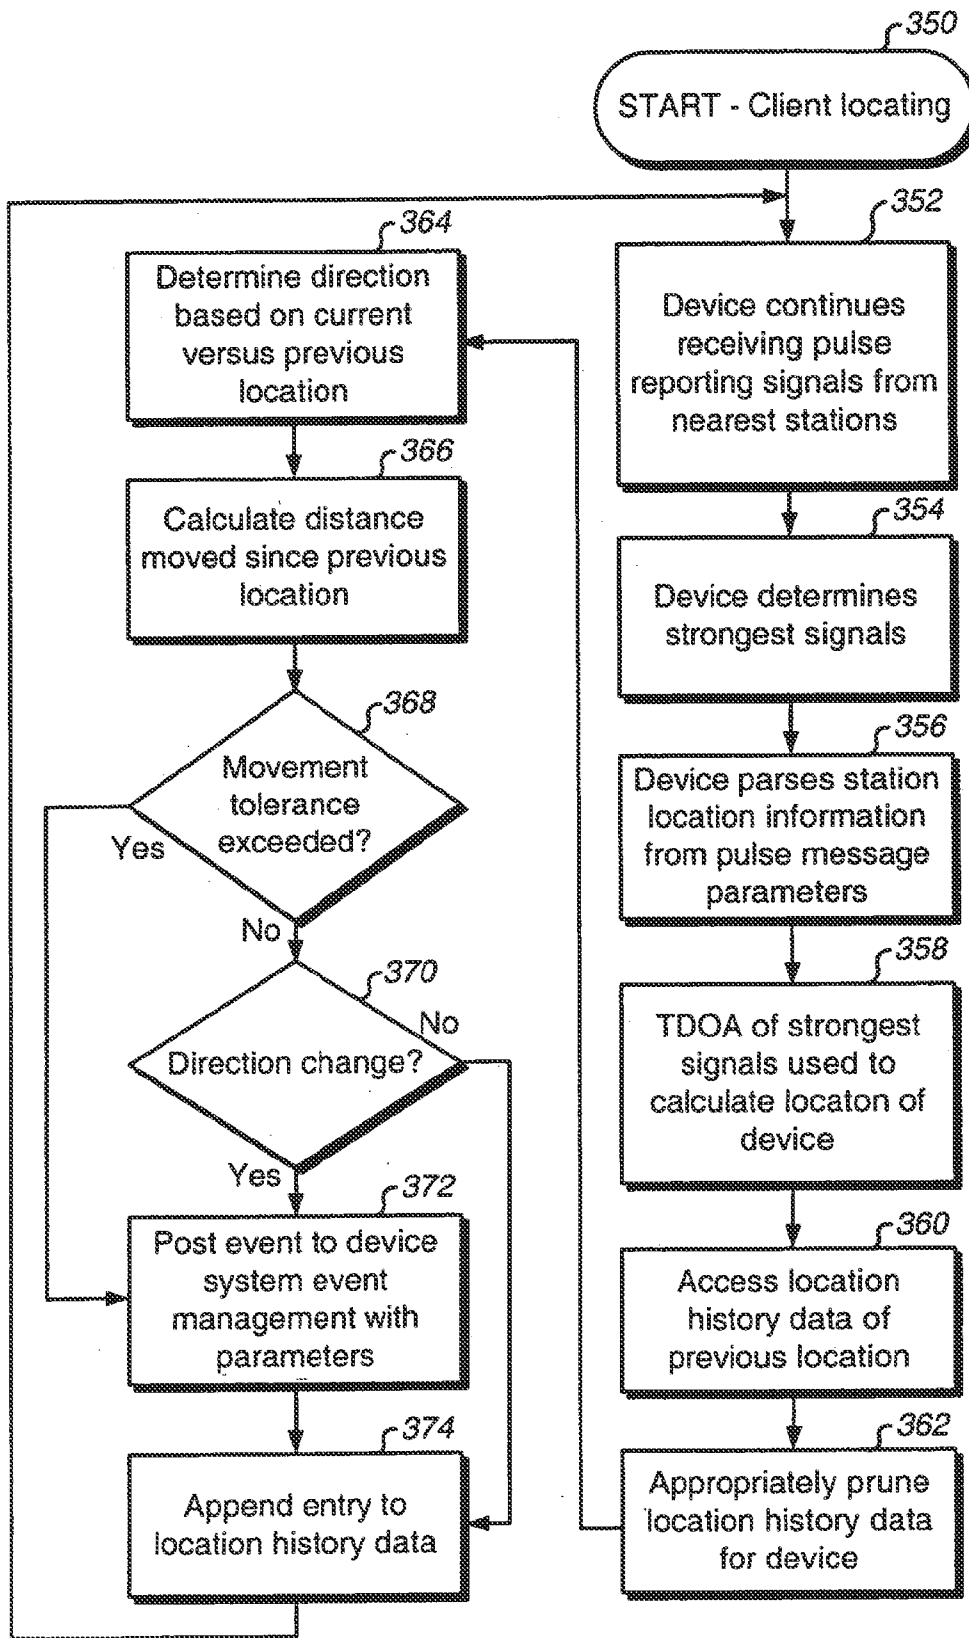 350
START - Client locating
352
Device continues
receiving pulse
reporting signals from
nearest stations
354
Device determines
strongest signals
356
Device parses station
location information
from pulse message
parameters
358
TDOA of strongest
signals used to
calculate locaton of
device
360
Access location
history data of
previous location
362
Appropriately prune
location history data
for device
364
Determine direction
based on current
versus previous
location
366
Calculate distance
moved since previous
location
368
Movement
tolerance
exceeded?
Yes
No
370
No
Direction change?
Yes
372
Post event to device
system event
management with
parameters
374
Append entry to
location history data